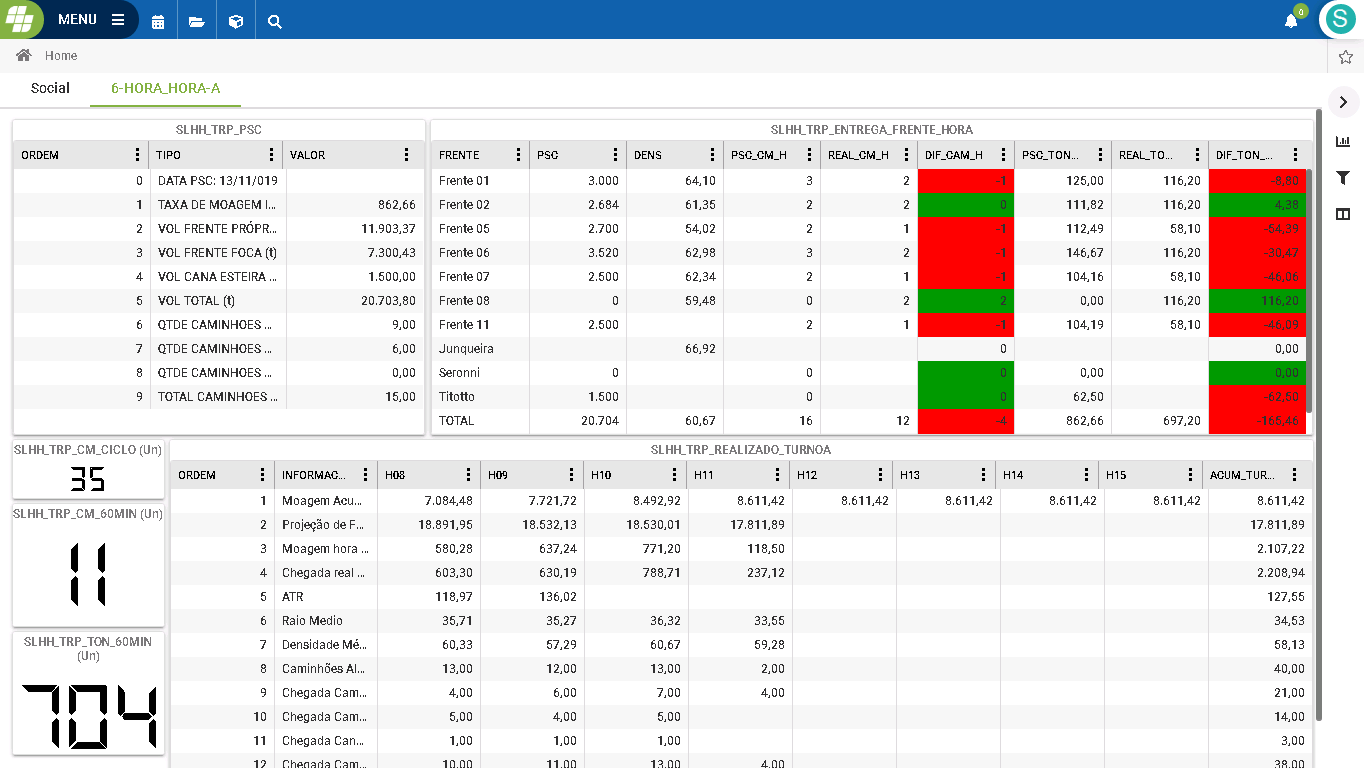 MENU
0
S
Home
Social 6-HORA_HORA-A
SLHH_TRP_PSC
ORDEM TIPO VALOR
0 DATA PSC: 13/11/019
1 TAXA DE MOAGEM I... 862,66
2 VOL FRENTE PRÓPR... 11.903,37
3 VOL FRENTE FOCA (t) 7.300,43
4 VOL CANA ESTEIRA ... 1.500,00
5 VOL TOTAL (t) 20.703,80
6 QTDE CAMINHOES ... 9,00
7 QTDE CAMINHOES ... 6,00
8 QTDE CAMINHOES ... 0,00
9 TOTAL CAMINHOES ... 15,00
SLHH_TRP_ENTREGA_FRENTE_HORA
FRENTE PSC DENS PSC_CM_H REAL_CM_H DIF_CAM_H PSC_TON... REAL_TO... DIF_TON_...
Frente 01 3.000 64,10 3 2 -1 125,00 116,20 -8,80
Frente 02 2.684 61,35 2 2 0 111,82 116,20 4,38
Frente 05 2.700 54,02 2 1 -1 112,49 58,10 -54,39
Frente 06 3.520 62,98 3 2 -1 146,67 116,20 -30,47
Frente 07 2.500 62,34 2 1 -1 104,16 58,10 -46,06
Frente 08 0 59,48 0 2 2 0,00 116,20 116,20
Frente 11 2.500 2 1 -1 104,19 58,10 -46,09
Junqueira 66,92 0 0,00
Seronni 0 0 0 0,00 0,00
Titotto 1.500 0 62,50 -62,50
TOTAL 20.704 60,67 16 12 -4 862,66 697,20 -165,46
SLHH_TRP_CM_CICLO (Un)
35
SLHH_TRP_CM_60MIN (Un)
11
SLHH_TRP_TON_60MIN
(Un)
704
SLHH_TRP_REALIZADO_TURNOA
ORDEM INFORMAC... H08 H09 H10 H11 H12 H13 H14 H15 ACUM_TUR...
1 Moagem Acu... 7.084,48 7.721,72 8.492,92 8.611,42 8.611,42 8.611,42 8.611,42 8.611,42 8.611,42
2 Projeção de F... 18.891,95 18.532,13 18.530,01 17.811,89 17.811,89
3 Moagem hora ... 580,28 637,24 771,20 118,50 2.107,22
4 Chegada real ... 603,30 630,19 788,71 237,12 2.208,94
5 ATR 118,97 136,02 127,55
6 Raio Medio 35,71 35,27 36,32 33,55 34,53
7 Densidade Mé... 60,33 57,29 60,67 59,28 58,13
8 Caminhões Al... 13,00 12,00 13,00 2,00 40,00
9 Chegada Cam... 4,00 6,00 7,00 4,00 21,00
10 Chegada Cam... 5,00 4,00 5,00 14,00
11 Chegada Can... 1,00 1,00 1,00 3,00
12 Chegada Cam... 10,00 11,00 13,00 4,00 38,00